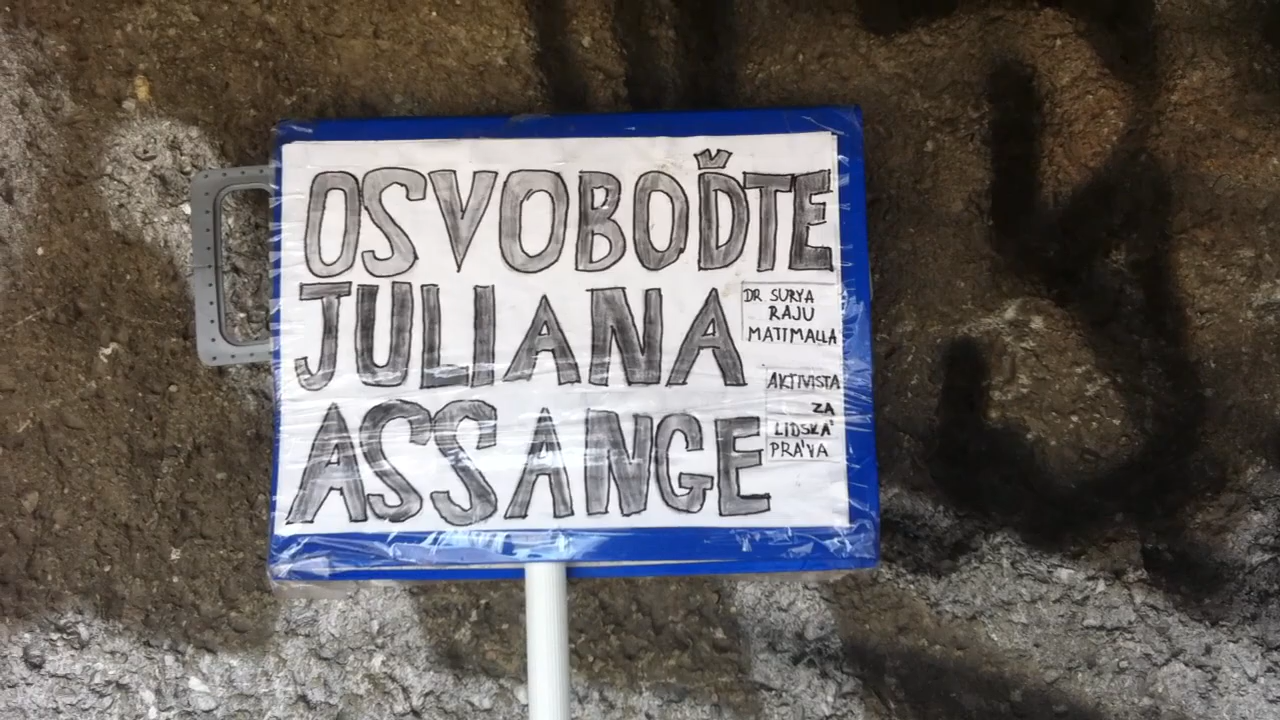 OSVOBOĎTE
JULIANA
ASSANGE
DR. SURYA
RAJU
MATIMALLA
AKTIVISTA
ZA
LIDSKÁ
PRÁVA